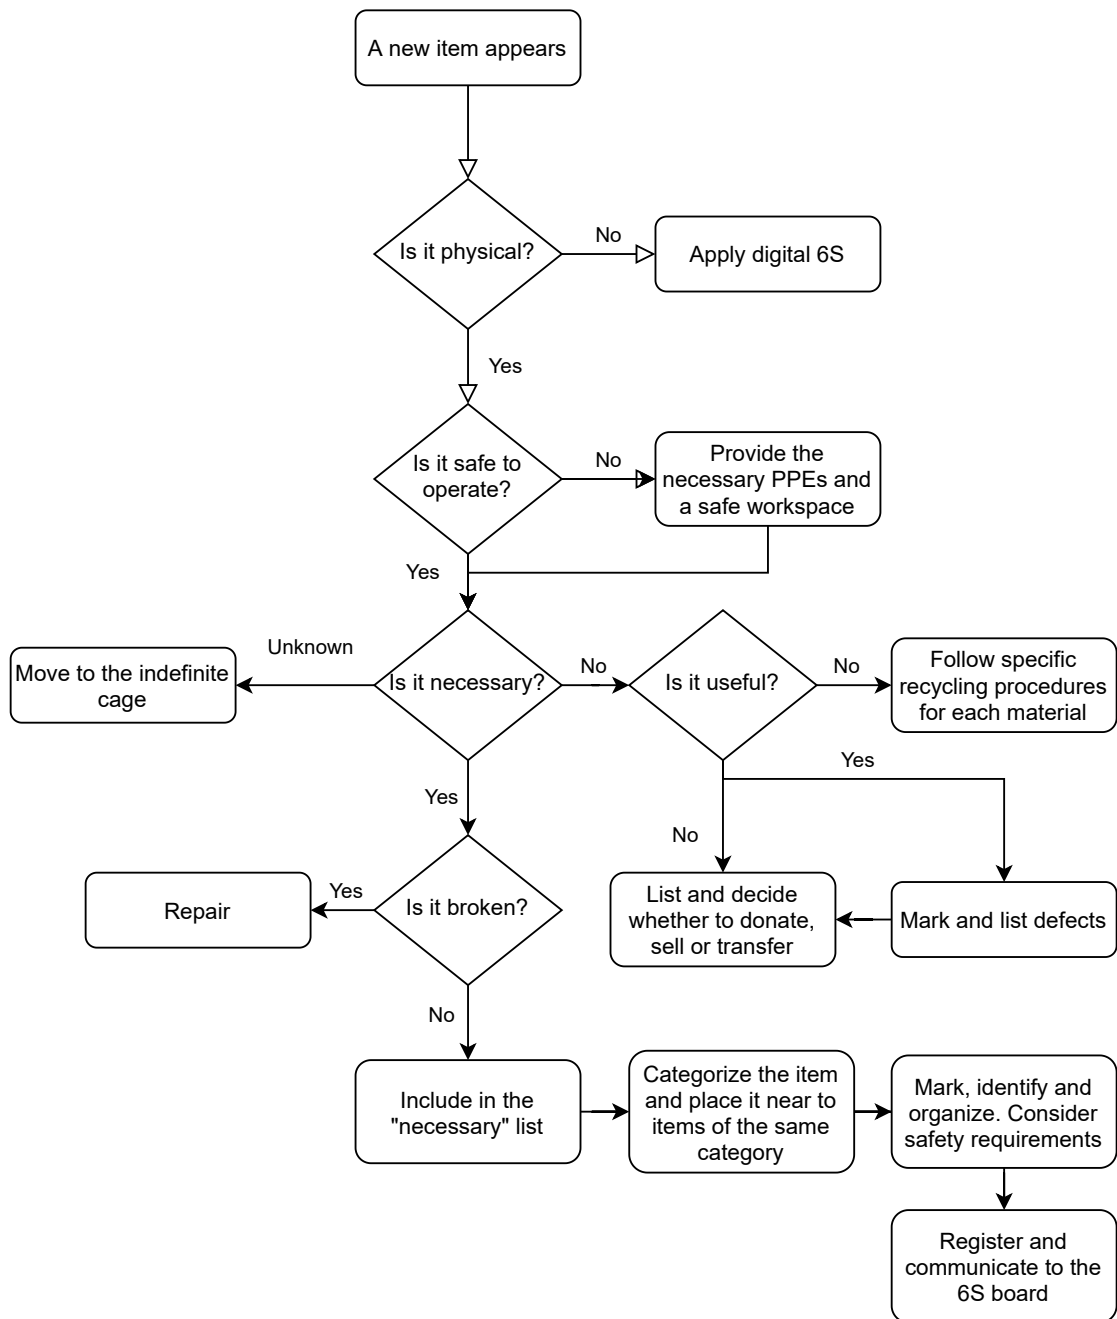 A new item appears
Is it physical?
No
Apply digital 6S
Yes
Is it safe to
operate?
No
Provide the
necessary PPEs and
a safe workspace
Yes
Unknown
Move to the indefinite
cage
Is it necessary?
No
Is it useful?
No
Follow specific
recycling procedures
for each material
Yes
Yes
No
Repair
Yes
Is it broken?
List and decide
whether to donate,
sell or transfer
Mark and list defects
No
Include in the
"necessary" list
Categorize the item
and place it near to
items of the same
category
Mark, identify and
organize. Consider
safety requirements
Register and
communicate to the
6S board